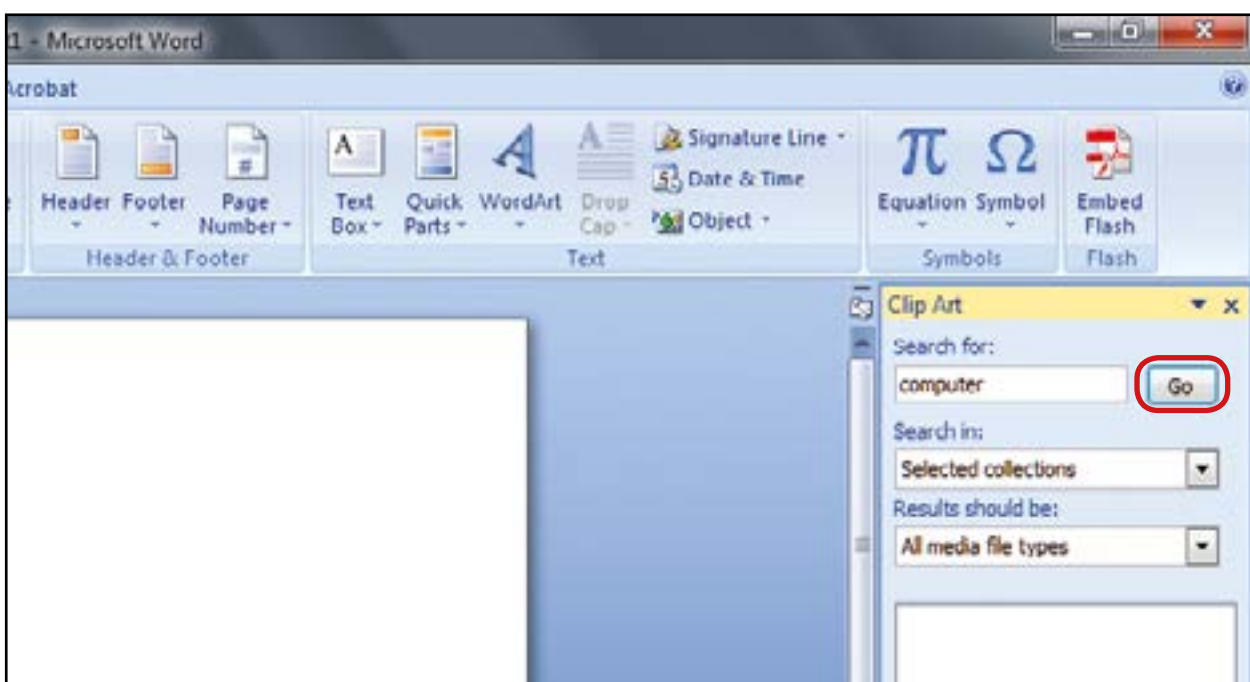 1 - Microsoft Word
Acrobat
Header Footer Page Number
Text Box Quick Parts WordArt Drop Cap
Signature Line
Date & Time
Object
Equation Symbol
Embed Flash
Header & Footer Text Symbols Flash
Clip Art
Search for:
computer Go
Search in:
Selected collections
Results should be:
All media file types